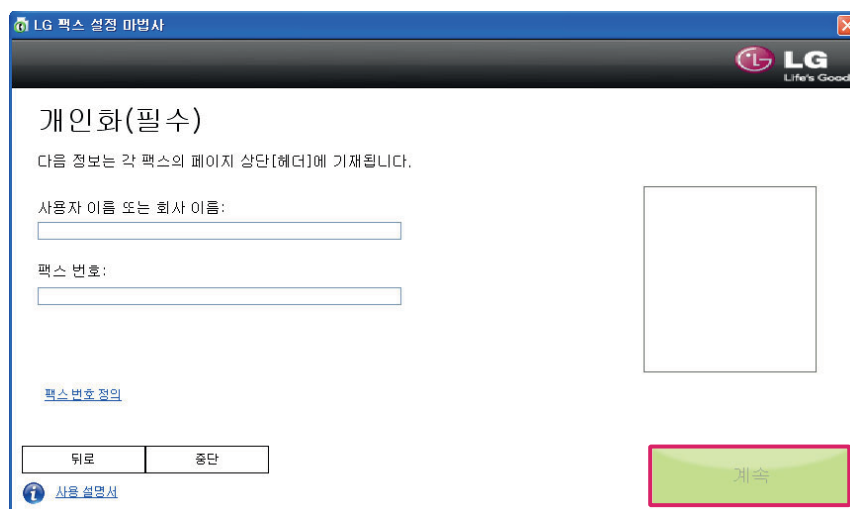 LG 팩스 설정 마법사
LG
Life's Good
개인화(필수)
다음 정보는 각 팩스의 페이지 상단[헤더]에 기재됩니다.
사용자 이름 또는 회사 이름:
팩스 번호:
팩스 번호 정의
뒤로 중단
계속
사용 설명서